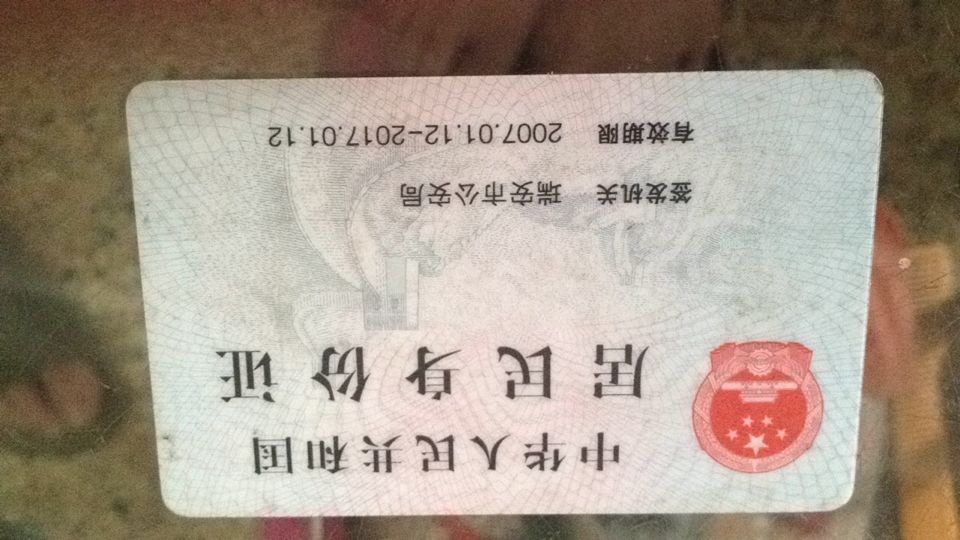 中华人民共和国
居民身份证
签发机关 瑞安市公安局
有效期限 2007.01.12-2017.01.12